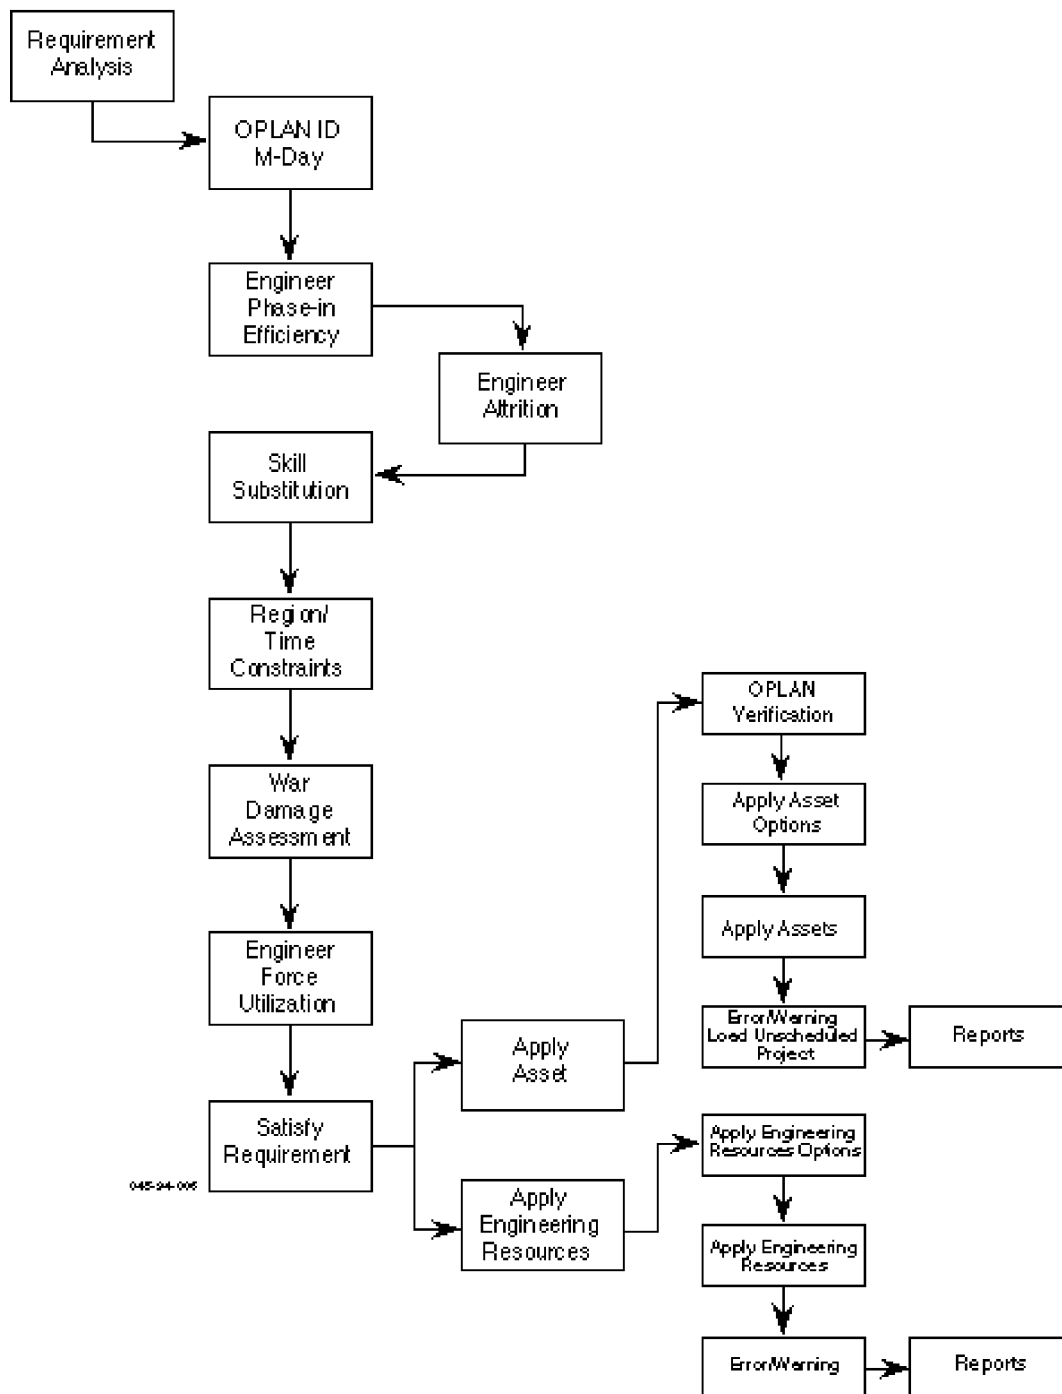 Requirement
Analysis
OPLAN ID
M-Day
Engineer
Phase-in
Efficiency
Engineer
Attrition
Skill
Substitution
Region/
Time
Constraints
War
Damage
Assessment
Engineer
Force
Utilization
Satisfy
Requirement
Apply
Asset
Apply
Engineering
Resources
OPLAN
Verification
Apply Asset
Options
Apply Assets
Error/Warning
Load Unscheduled
Project
Reports
Apply Engineering
Resources Options
Apply Engineering
Resources
Error/Warning
Reports